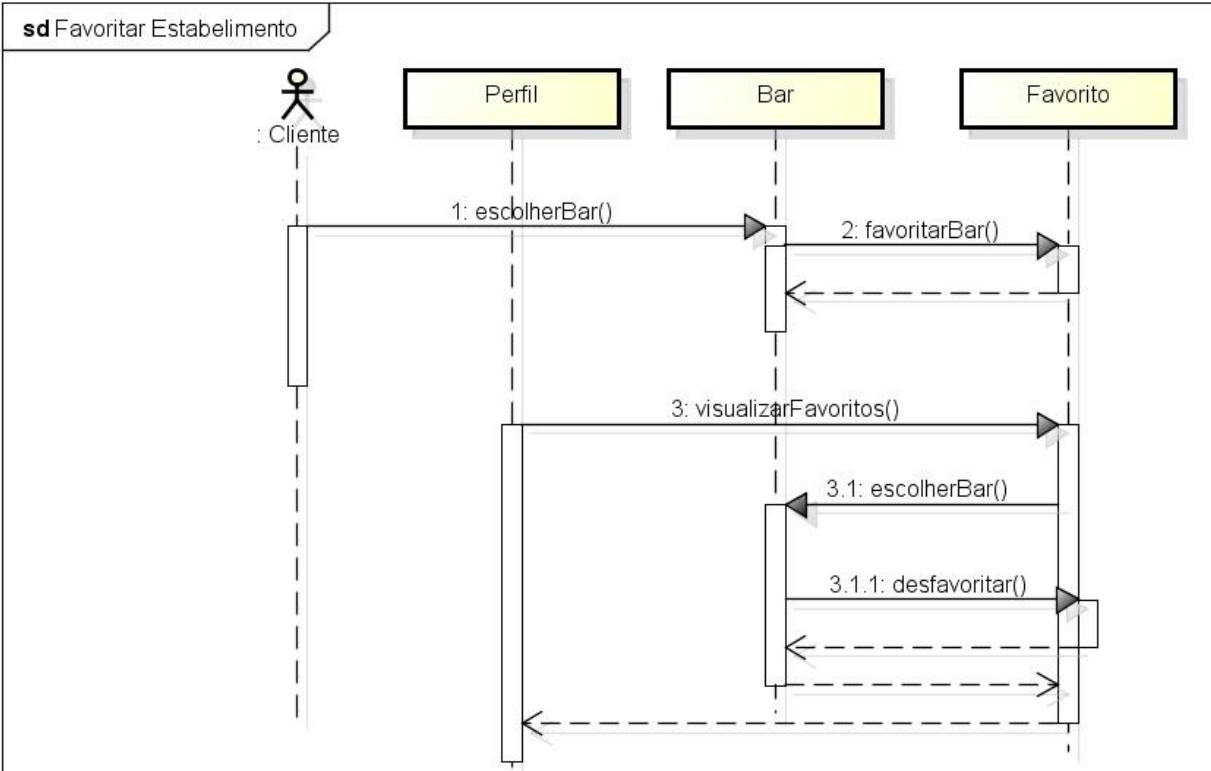 sd Favoritar Estabelimento
: Cliente
Perfil
Bar
Favorito
1: escolherBar()
2: favoritarBar()
3: visualizarFavoritos()
3.1: escolherBar()
3.1.1: desfavoritar()